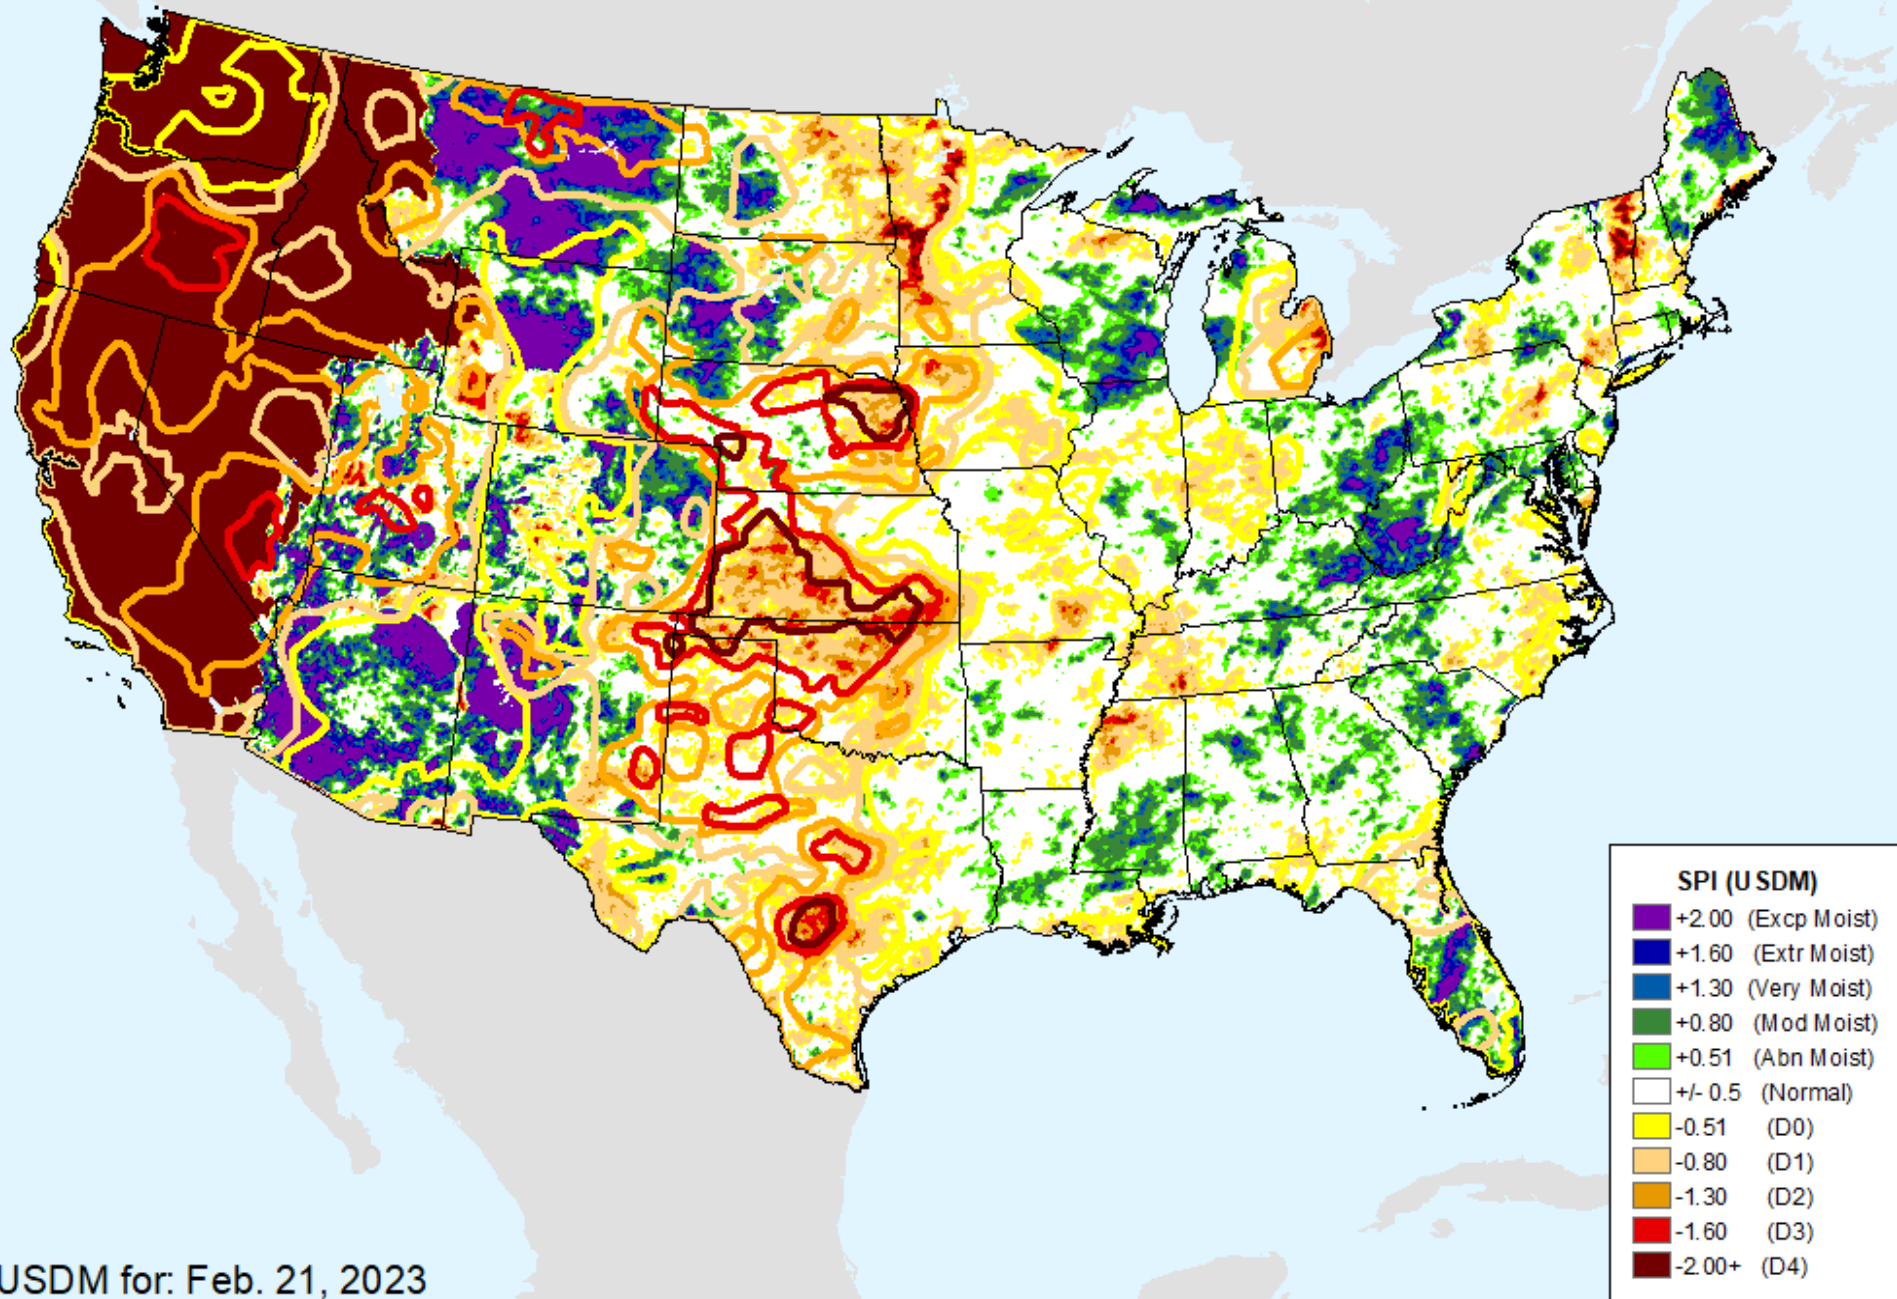 SPI (USDM)
+2.00 (Excp Moist)
+1.60 (Extr Moist)
+1.30 (Very Moist)
+0.80 (Mod Moist)
+0.51 (Abn Moist)
+/- 0.5 (Normal)
-0.51 (D0)
-0.80 (D1)
-1.30 (D2)
-1.60 (D3)
-2.00+ (D4)
USDM for: Feb. 21, 2023